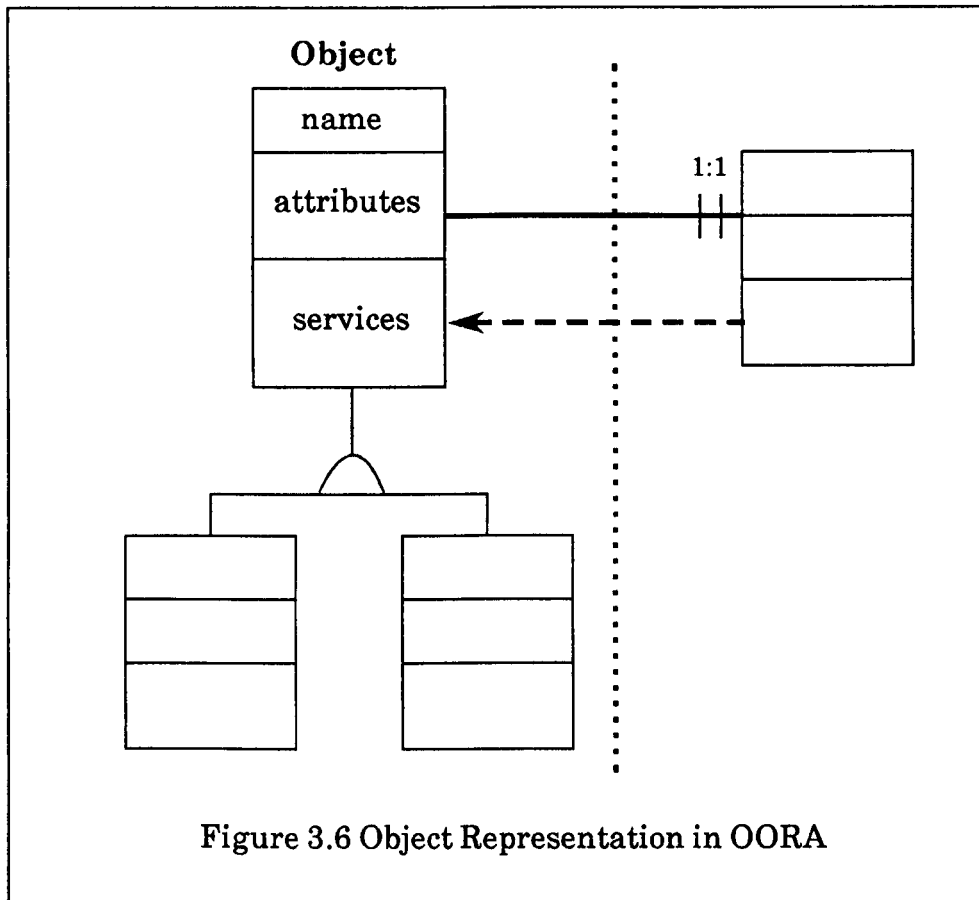 Object
name
attributes
services
1:1
Figure 3.6 Object Representation in OORA